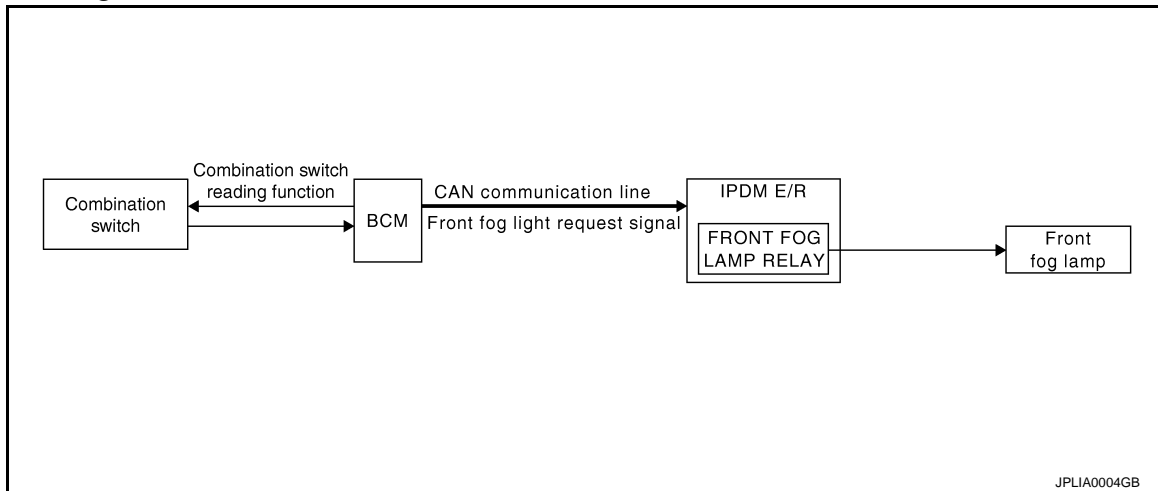 Combination switch
reading function
Combination
switch
BCM
CAN communication line
Front fog light request signal
IPDM E/R
FRONT FOG
LAMP RELAY
Front
fog lamp
JPLIA0004GB